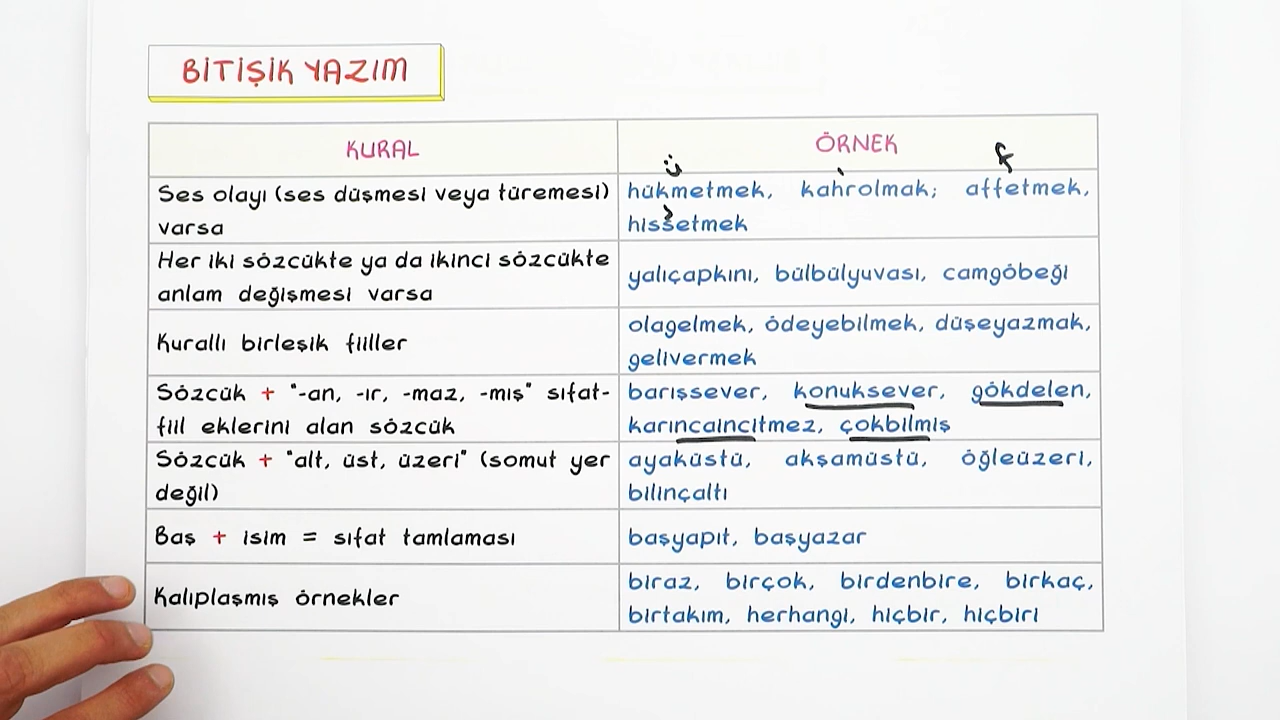 BİTİŞİK YAZIM
KURAL
ÖRNEK
Ses olayı (ses düşmesi veya türemesi)
varsa
ü
f
hükmetmek, kahrolmak; affetmek,
hissetmek
Her iki sözcükte ya da ikinci sözcükte
anlam değişmesi varsa
yalıçapkını, bülbülyuvası, camgöbeği
Kurallı birleşik fiiller
olagelmek, ödeyebilmek, düşeyazmak,
gelivermek
Sözcük + "-an, -ır, -maz, -mış" sıfat-
fiil eklerini alan sözcük
barışsever, konuksever, gökdelen,
karıncaincitmez, çokbilmiş
Sözcük + "alt, üst, üzeri" (somut yer
değil)
ayaküstü, akşamüstü, öğleüzeri,
bilinçaltı
Baş + isim = sıfat tamlaması
başyapıt, başyazar
Kalıplaşmış örnekler
biraz, birçok, birdenbire, birkaç,
birtakım, herhangi, hiçbir, hiçbiri